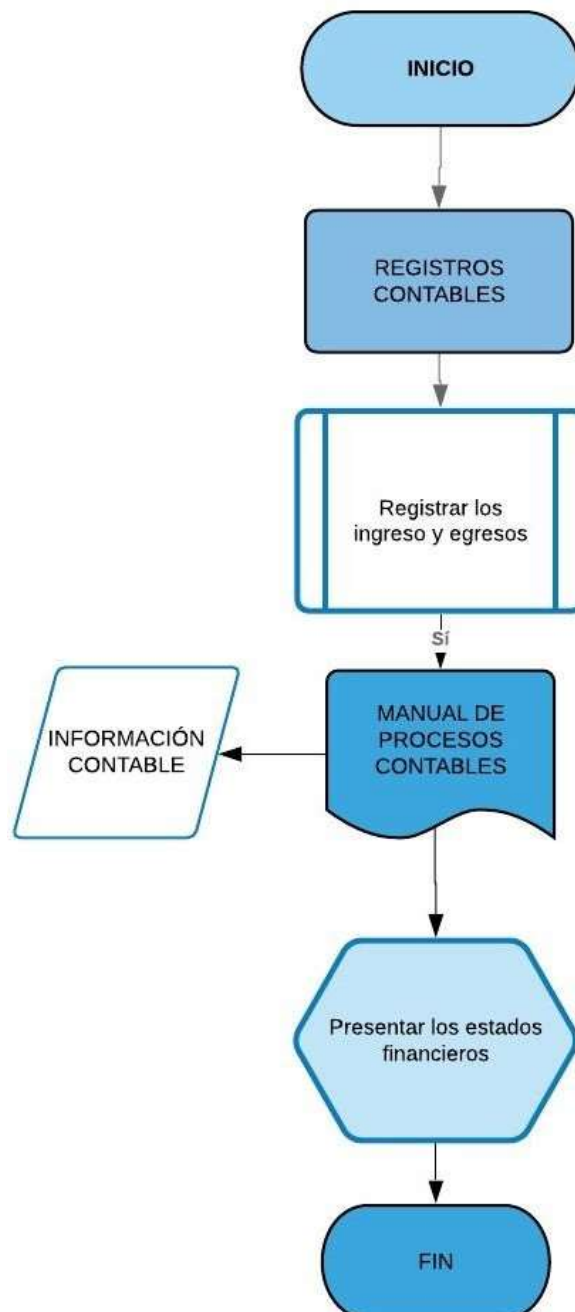 INICIO
REGISTROS
CONTABLES
Registrar los
ingreso y egresos
Sí
MANUAL DE
PROCESOS
CONTABLES
INFORMACIÓN
CONTABLE
Presentar los estados
financieros
FIN